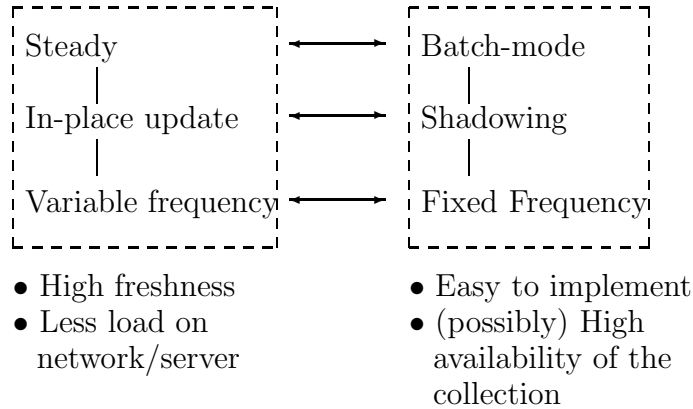 Steady
Batch-mode
In-place update
Shadowing
Variable frequency
Fixed Frequency
• High freshness
• Less load on
network/server
• Easy to implement
• (possibly) High
availability of the
collection